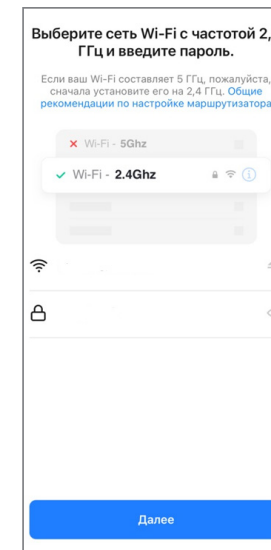 Выберите сеть Wi-Fi с частотой 2,
ГГц и введите пароль.
Если ваш Wi-Fi составляет 5 ГГц, пожалуйста,
сначала установите его на 2,4 ГГц. Общие
рекомендации по настройке маршрутизатора
Wi-Fi - 5Ghz
Wi-Fi - 2.4Ghz
Далее